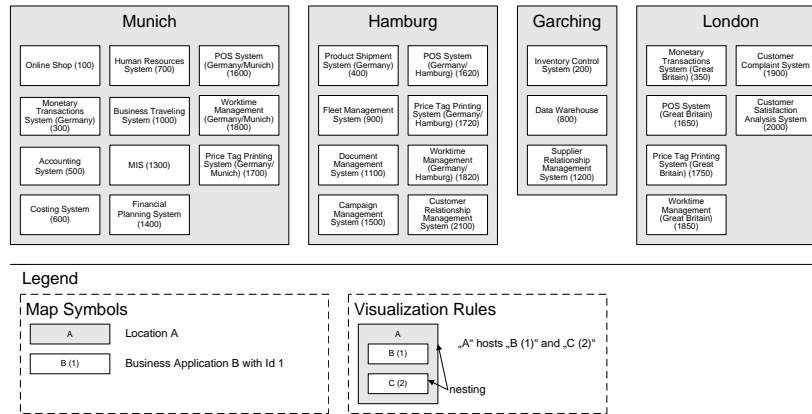 Munich
Online Shop (100)
Monetary
Transactions
System (Germany)
(300)
Accounting
System (500)
Costing System
(600)
Human Resources
System (700)
Business Traveling
System (1000)
MIS (1300)
Financial
Planning System
(1400)
POS System
(Germany/Munich)
(1600)
Worktime
Management
(Germany/Munich)
(1800)
Price Tag Printing
System (Germany/
Munich) (1700)
Hamburg
Product Shipment
System (Germany)
(400)
Fleet Management
System (900)
Document
Management
System (1100)
Campaign
Management
System (1500)
POS System
(Germany/
Hamburg) (1620)
Price Tag Printing
System (Germany/
Hamburg) (1720)
Worktime
Management
(Germany/
Hamburg) (1820)
Customer
Relationship
Management
System (2100)
Garching
Inventory Control
System (200)
Data Warehouse
(800)
Supplier
Relationship
Management
System (1200)
London
Monetary
Transactions
System (Great
Britain) (350)
POS System
(Great Britain)
(1650)
Price Tag Printing
System (Great
Britain) (1750)
Worktime
Management
(Great Britain)
(1850)
Customer
Complaint System
(1900)
Customer
Satisfaction
Analysis System
(2000)
Legend
Map Symbols
A
Location A
B (1)
Business Application B with Id 1
Visualization Rules
A
B (1)
C (2)
„A“ hosts „B (1)“ and „C (2)“
nesting